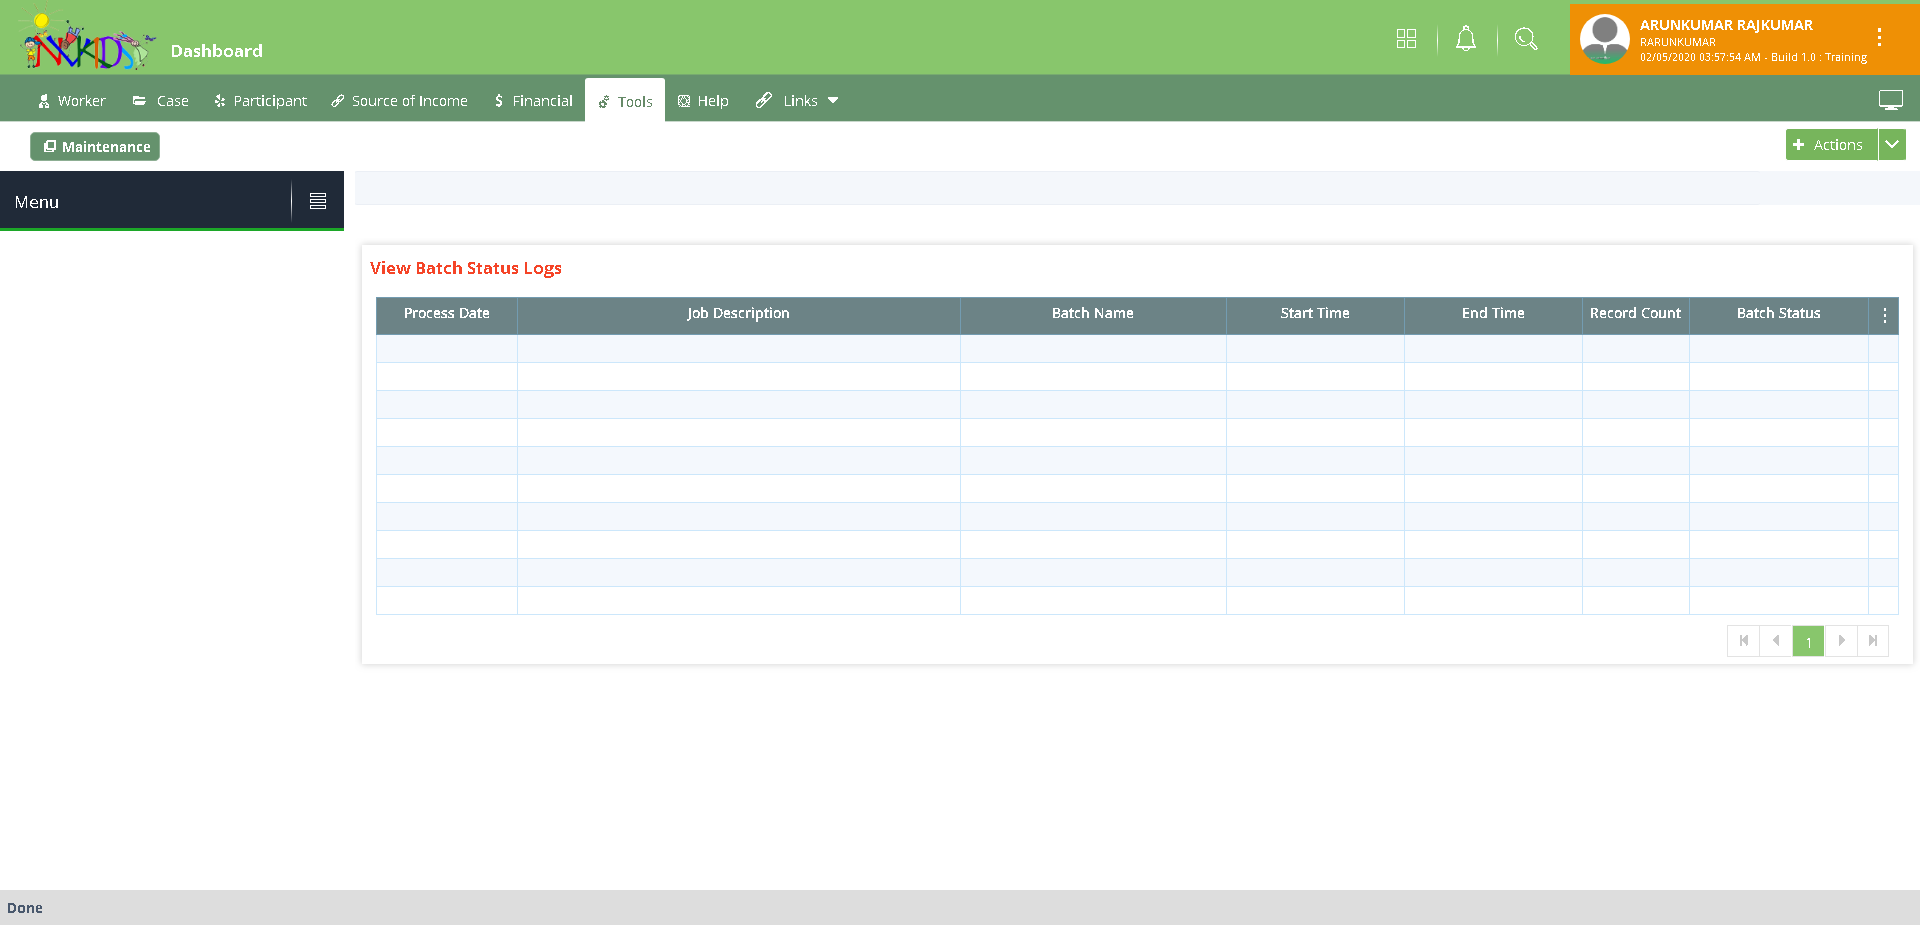 NVKIDS
Dashboard
ARUNKUMAR RAJKUMAR
RARUNKUMAR
02/05/2020 03:57:54 AM - Build 1.0 : Training
Worker Case Participant Source of Income $ Financial Tools Help Links
Maintenance
+ Actions
Menu
View Batch Status Logs
Process Date Job Description Batch Name Start Time End Time Record Count Batch Status
1
Done